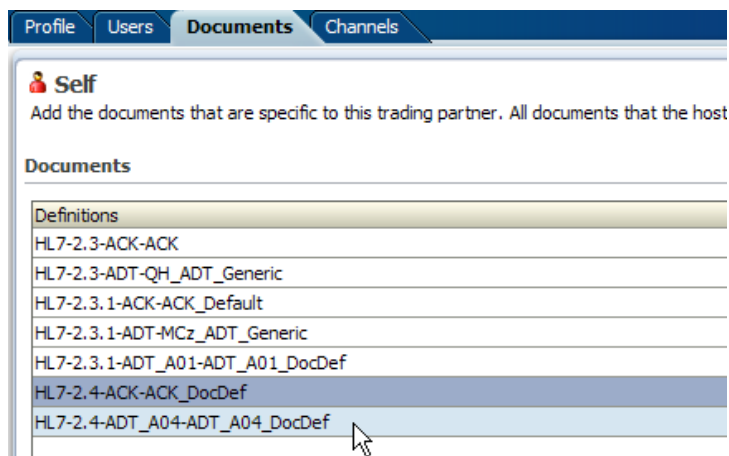 Profile Users Documents Channels
Self
Add the documents that are specific to this trading partner. All documents that the host
Documents
Definitions
HL7-2.3-ACK-ACK
HL7-2.3-ADT-QH_ADT_Generic
HL7-2.3.1-ACK-ACK_Default
HL7-2.3.1-ADT-MCz_ADT_Generic
HL7-2.3.1-ADT_A01-ADT_A01_DocDef
HL7-2.4-ACK-ACK_DocDef
HL7-2.4-ADT_A04-ADT_A04_DocDef